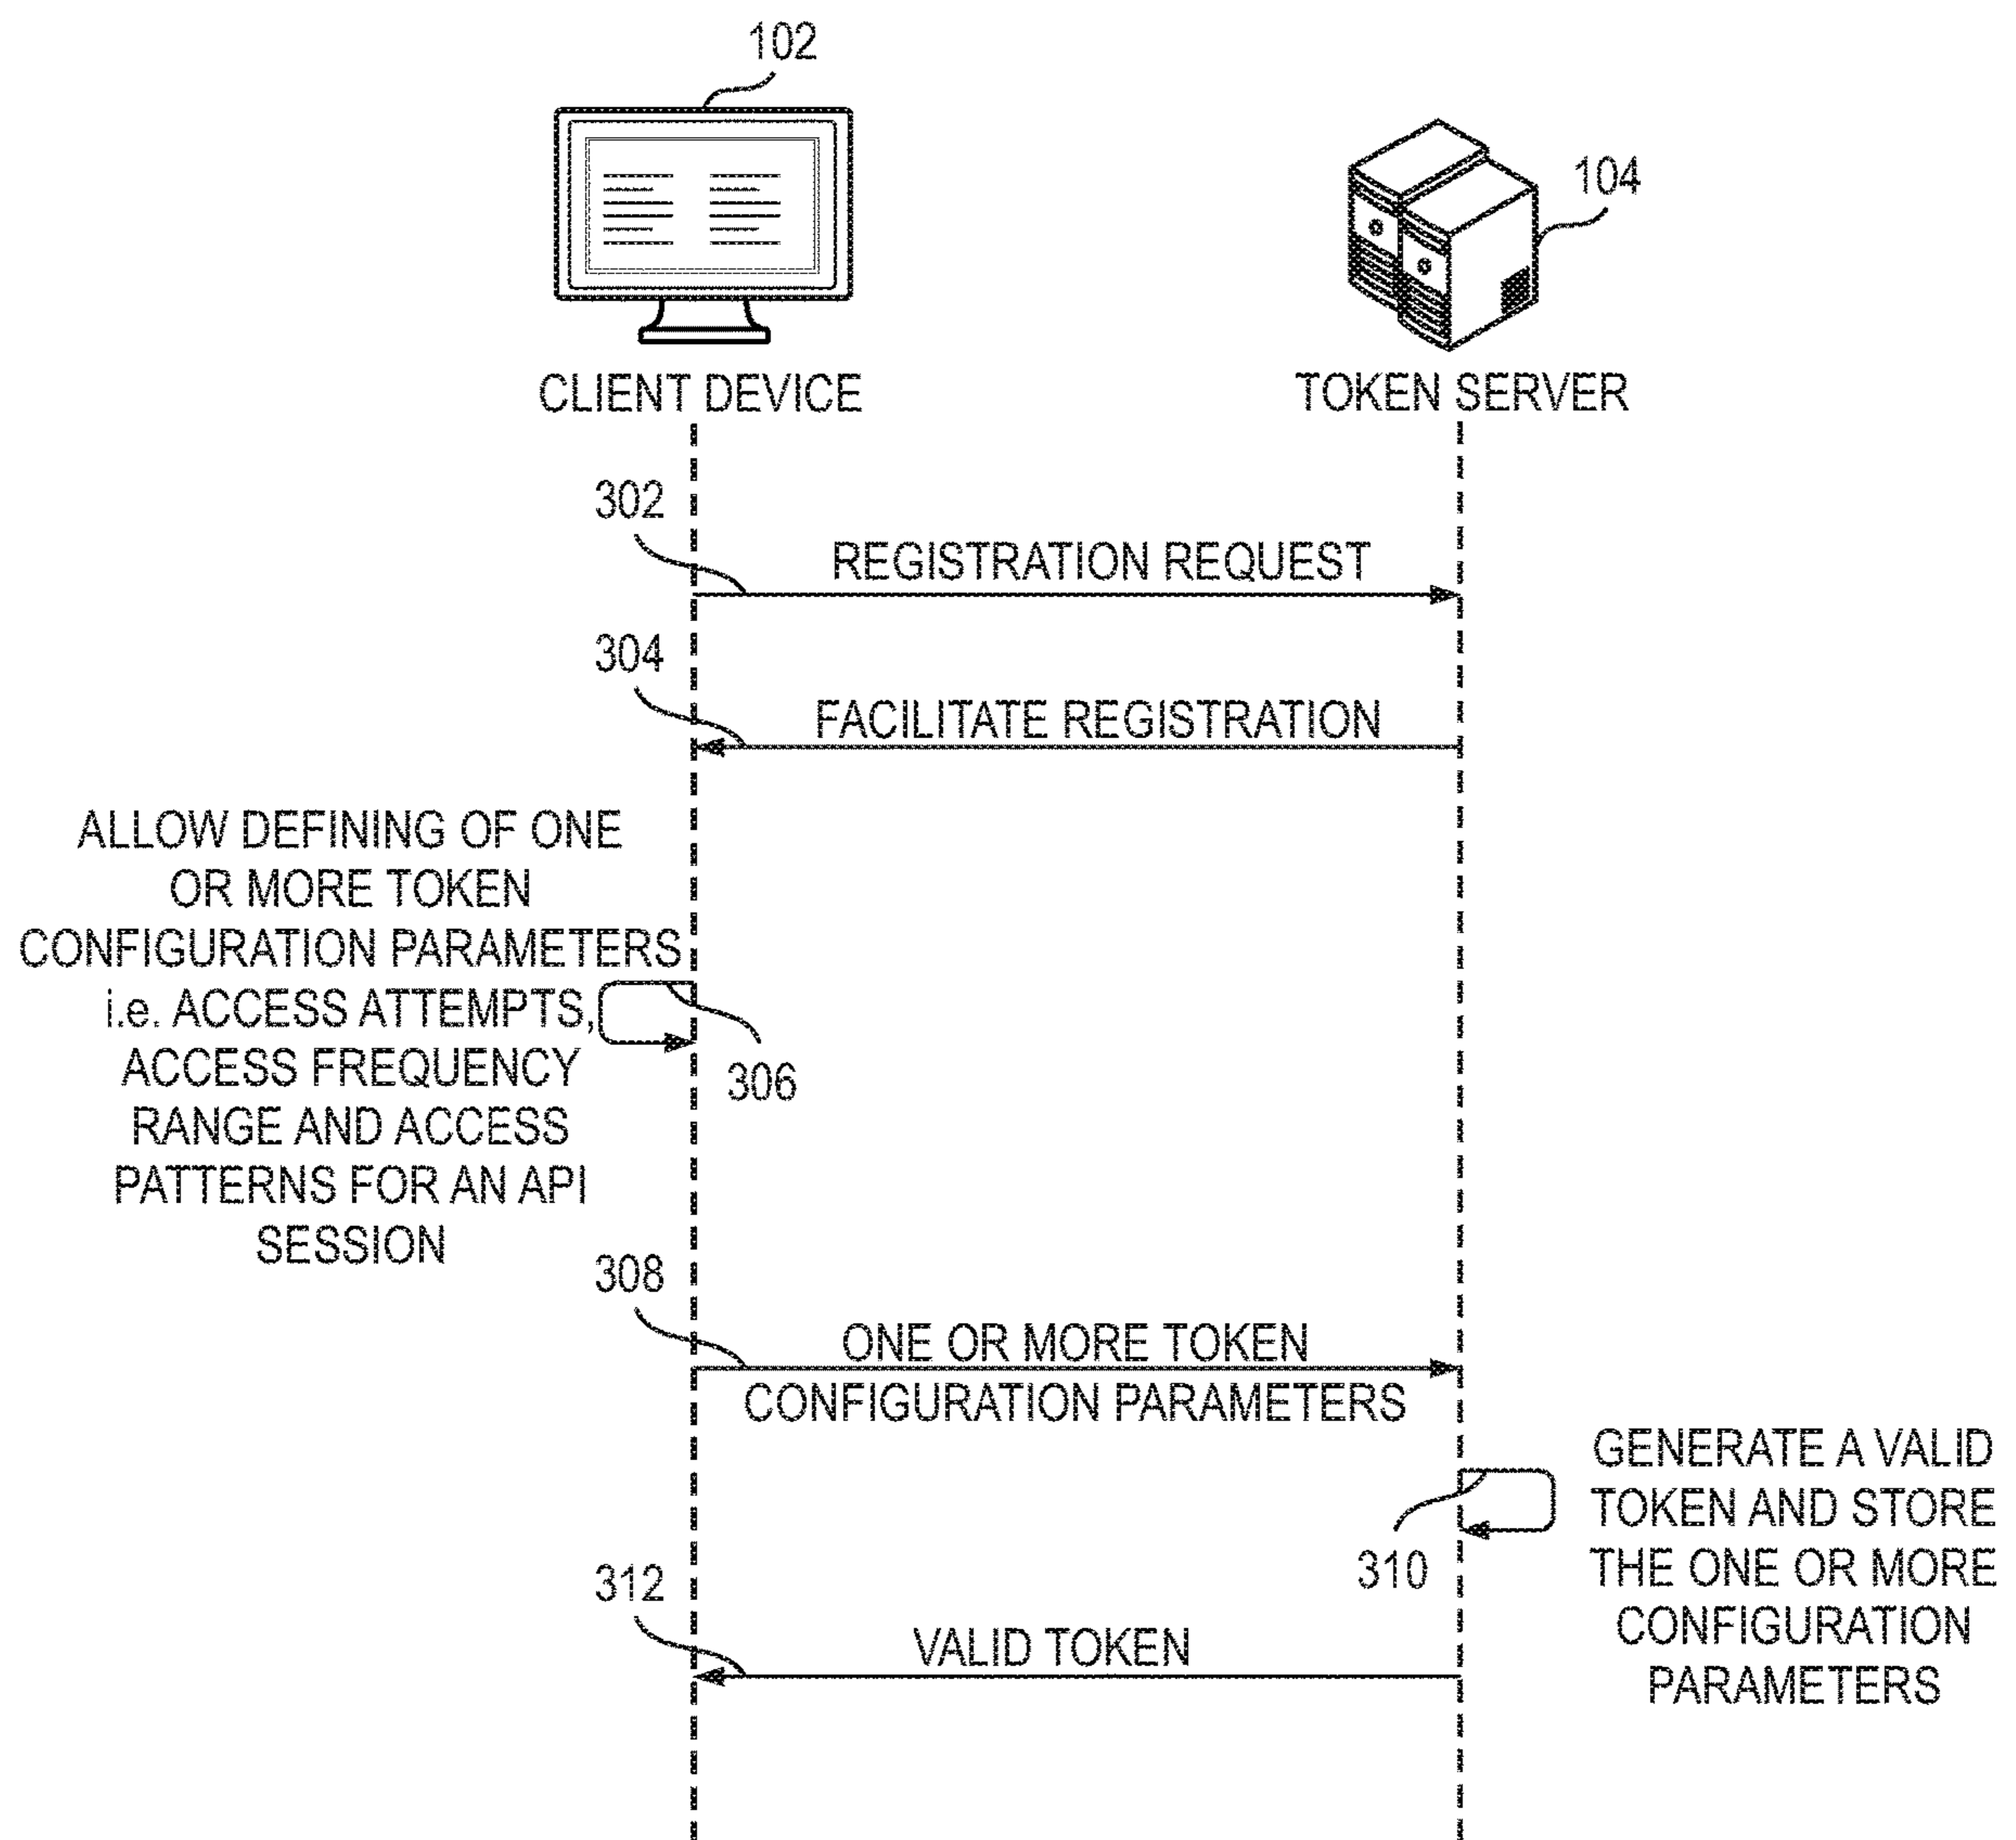 102
104
CLIENT DEVICE
TOKEN SERVER
302
REGISTRATION REQUEST
304
FACILITATE REGISTRATION
ALLOW DEFINING OF ONE
OR MORE TOKEN
CONFIGURATION PARAMETERS
i.e. ACCESS ATTEMPTS,
ACCESS FREQUENCY
RANGE AND ACCESS
PATTERNS FOR AN API
SESSION
306
308
ONE OR MORE TOKEN
CONFIGURATION PARAMETERS
GENERATE A VALID
TOKEN AND STORE
THE ONE OR MORE
CONFIGURATION
PARAMETERS
310
312
VALID TOKEN